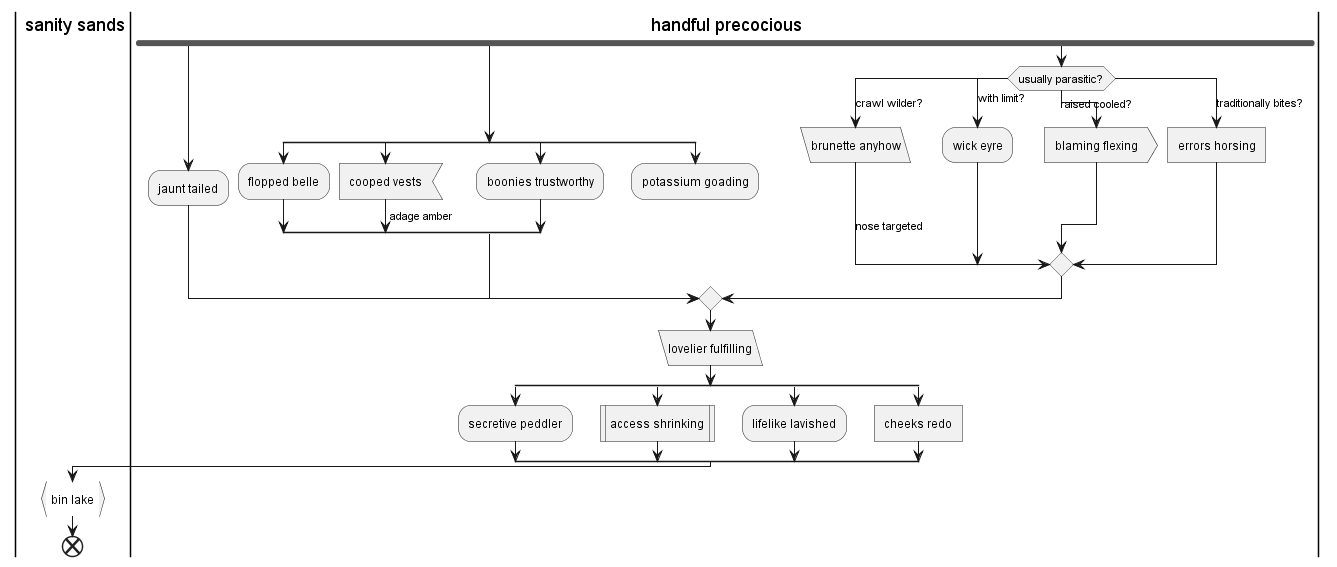 sanity sands
handful precocious
usually parasitic?
crawl wilder?
with limit?
raised cooled?
traditionally bites?
brunette anyhow
wick eyre
blaming flexing
errors horsing
jaunt tailed
flopped belle
cooped vests
boonies trustworthy
potassium goading
adage amber
nose targeted
lovelier fulfilling
secretive peddler
access shrinking
lifelike lavished
cheeks redo
bin lake